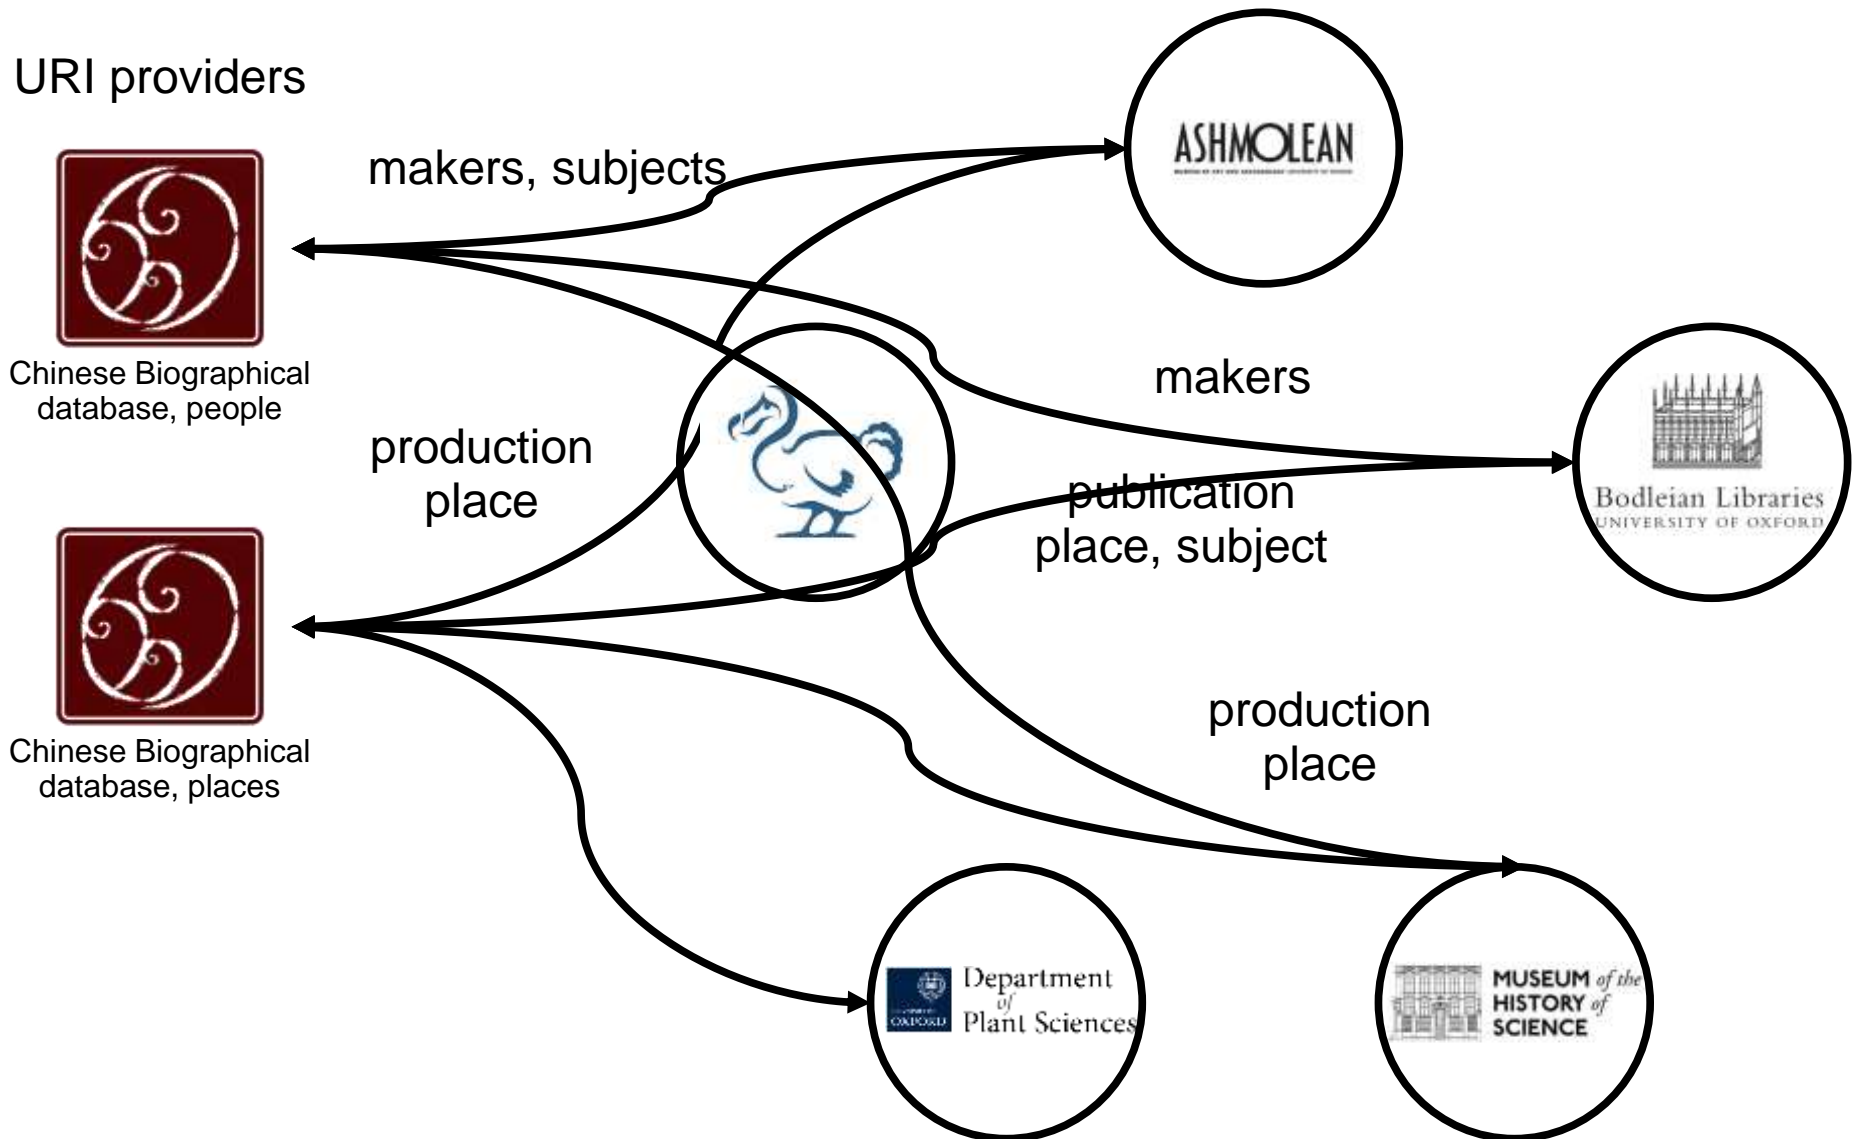 URI providers
makers, subjects
ASHMOLEAN
Chinese Biographical
database, people
makers
production
place
publication
place, subject
Bodleian Libraries
UNIVERSITY OF OXFORD
Chinese Biographical
database, places
production
place
Department
of
Plant Sciences
OXFORD
MUSEUM of the
HISTORY of
SCIENCE